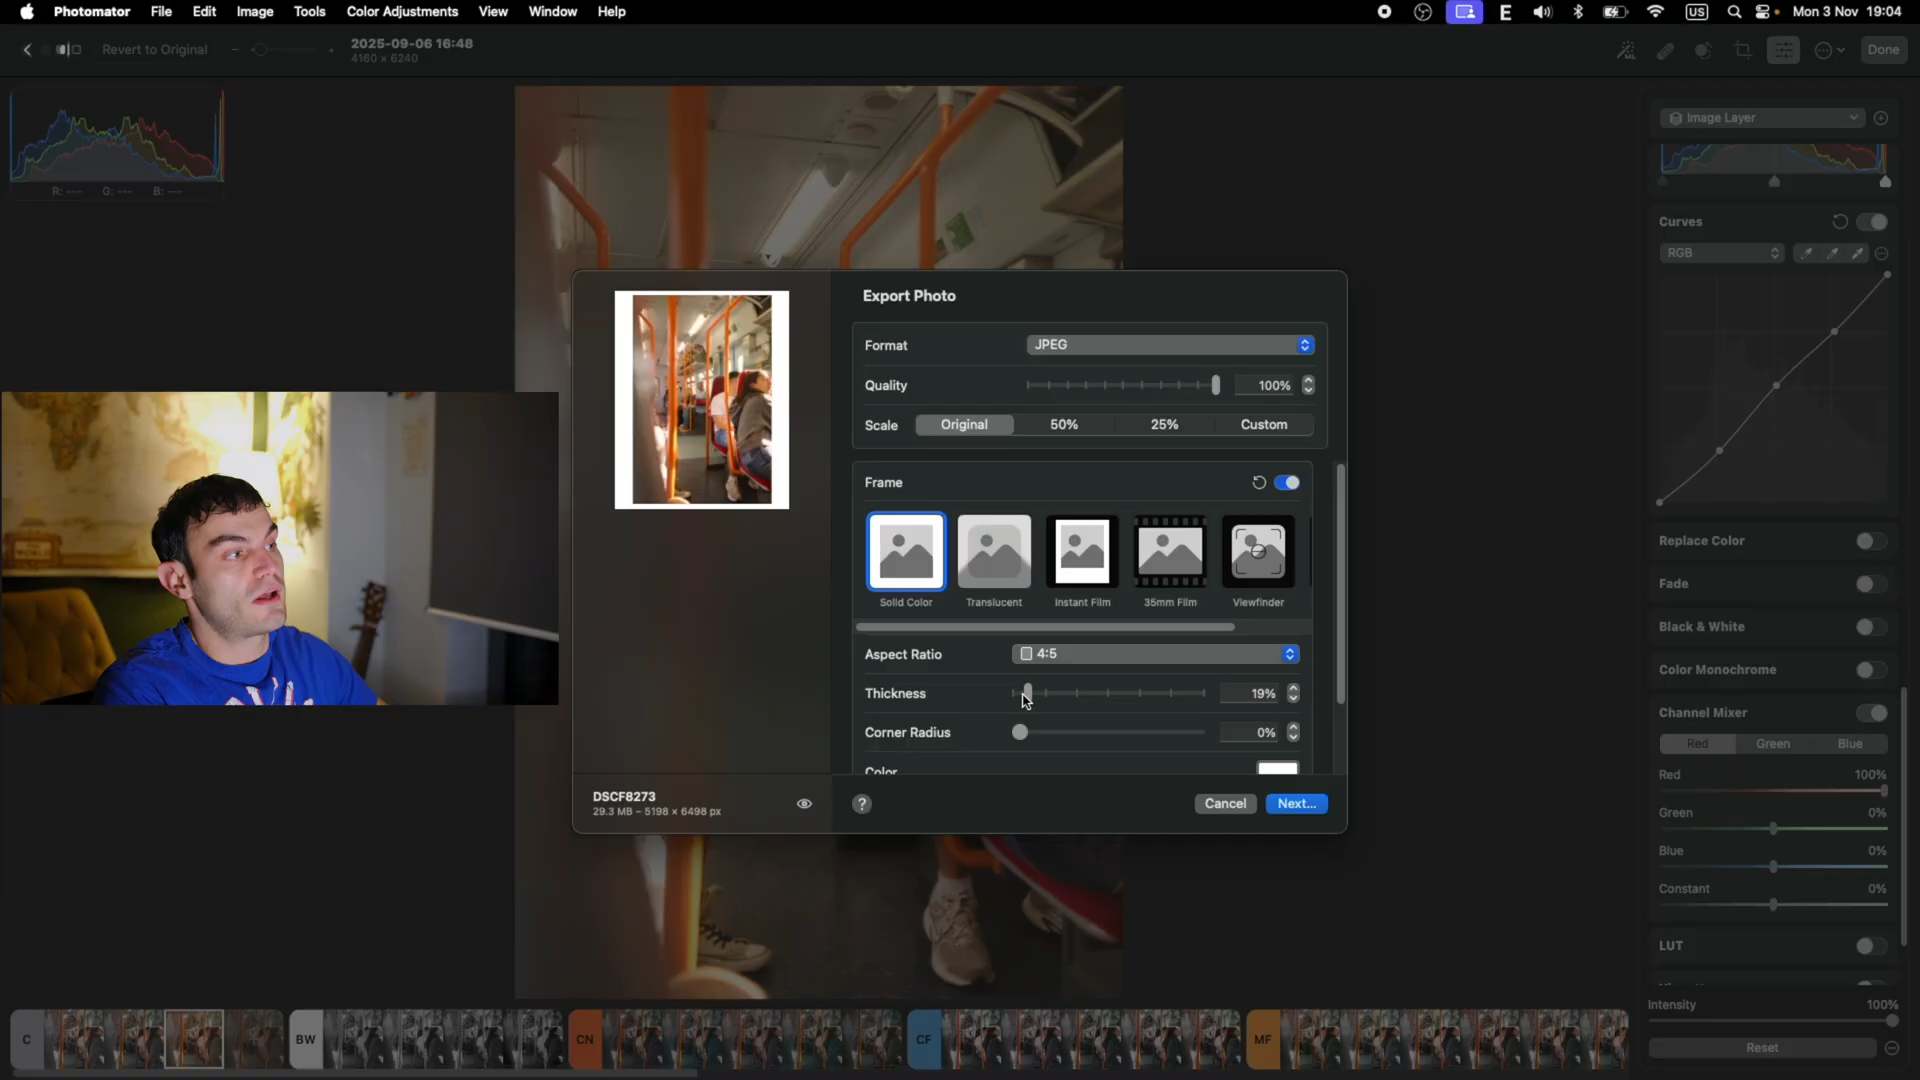 Photomator File Edit Image Tools Color Adjustments View Window Help
E US Mon 3 Nov 19:04
Revert to Original
2025-09-06 16:48
4160 × 6240
ML
Done
R: --- G: --- B: ---
Image Layer
Curves
RGB
Replace Color
Fade
Black & White
Color Monochrome
Channel Mixer
Red Green Blue
Red 100%
Green 0%
Blue 0%
Constant 0%
LUT
Intensity 100%
Reset
Export Photo
Format JPEG
Quality 100%
Scale Original 50% 25% Custom
Frame
Solid Color Translucent Instant Film 35mm Film Viewfinder
Aspect Ratio 4:5
Thickness 19%
Corner Radius 0%
Color
DSCF8273
29.3 MB – 5198 × 6498 px
?
Cancel Next...
C BW CN CF MF